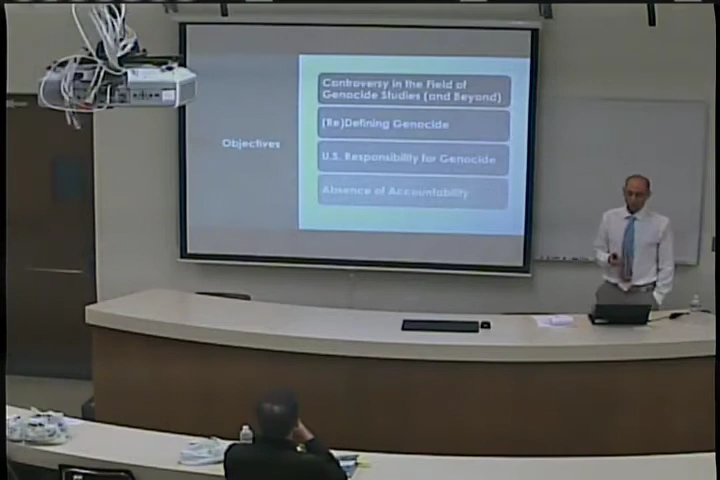 Objectives
Controversy in the Field of
Genocide Studies (and Beyond)
(Re)Defining Genocide
U.S. Responsibility for Genocide
Absence of Accountability